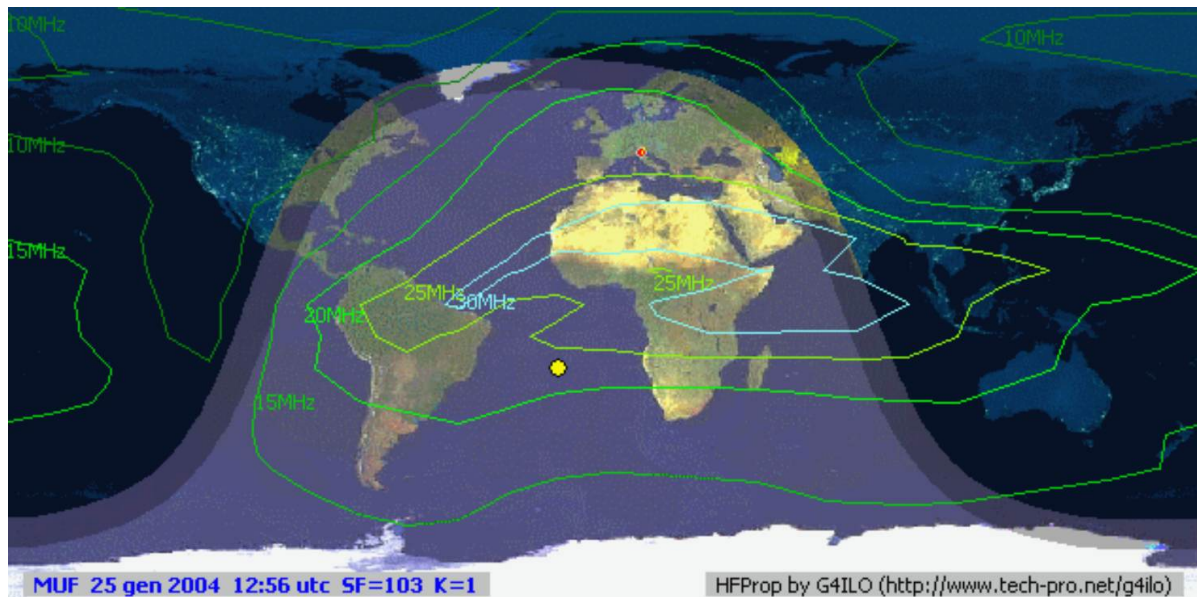 10MHz
10MHz
10MHz
15MHz
25MHz
25MHz
30MHz
20MHz
15MHz
MUF 25 gen 2004 12:56 utc SF=103 K=1
HFProp by G4ILO (http://www.tech-pro.net/g4ilo)